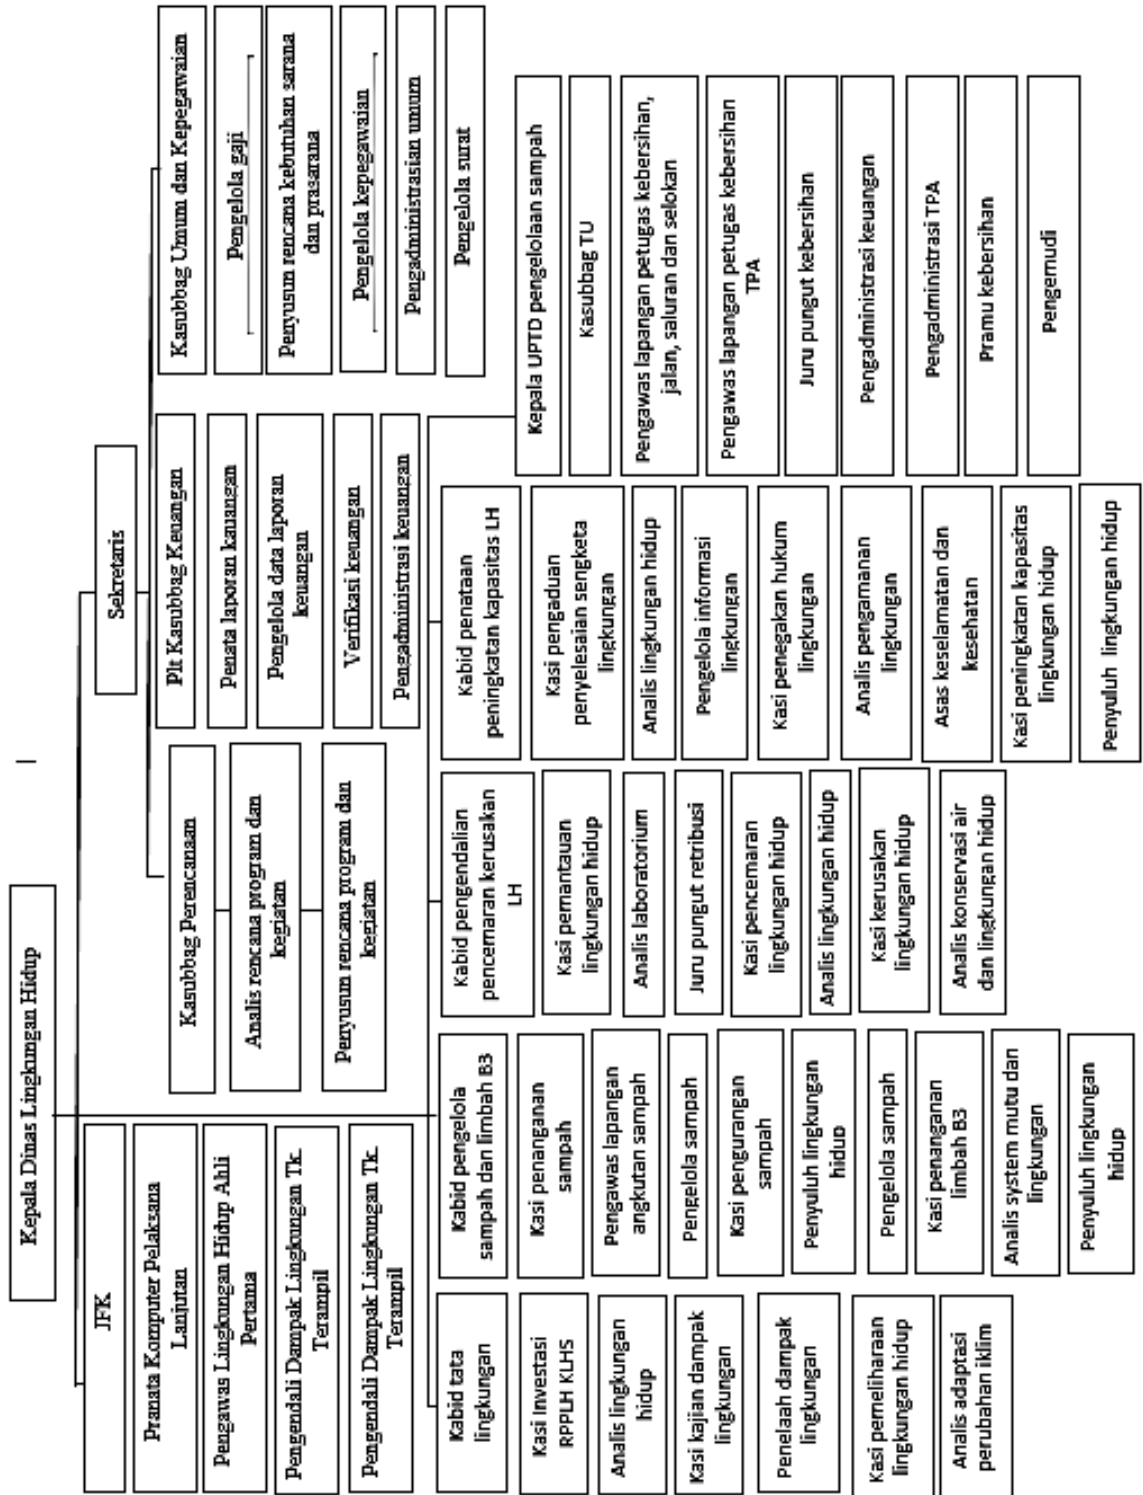 Kepala Dinas Lingkungan Hidup
JFK
Pranata Komputer Pelaksana
Lanjutan
Pengawas Lingkungan Hidup Ahli
Pertama
Pengendali Dampak Lingkungan Tk.
Terampil
Pengendali Dampak Lingkungan Tk.
Terampil
Sekretaris
Kasubbag Perencanaan
Analis rencana program dan
kegiatan
Penyusun rencana program dan
kegiatan
Plt Kasubbag Keuangan
Penata laporan kauangan
Pengelola data laporan
keuangan
Verifikasi keuangan
Pengadministrasi keuangan
Kasubbag Umum dan Kepegawaian
Pengelola gaji
Penyusun rencana kebutuhan sarana
dan prasarana
Pengelola kepegawaian
Pengadministrasian umum
Pengelola surat
Kabid tata
lingkungan
Kasi Investasi
RPPLH KLHS
Analis lingkungan
hidup
Kasi kajian dampak
lingkungan
Penelaah dampak
lingkungan
Kasi pemeliharaan
lingkungan hidup
Analis adaptasi
perubahan iklim
Kabid pengelola
sampah dan limbah B3
Kasi penanganan
sampah
Pengawas lapangan
angkutan sampah
Pengelola sampah
Kasi pengurangan
sampah
Penyuluh lingkungan
hidup
Pengelola sampah
Kasi penanganan
limbah B3
Analis system mutu dan
lingkungan
Penyuluh lingkungan
hidup
Kabid pengendalian
pencemaran kerusakan
LH
Kasi pemantauan
lingkungan hidup
Analis laboratorium
Juru pungut retribusi
Kasi pencemaran
lingkungan hidup
Analis lingkungan hidup
Kasi kerusakan
lingkungan hidup
Analis konservasi air
dan lingkungan hidup
Kabid penataan
peningkatan kapasitas LH
Kasi pengaduan
penyelesaian sengketa
lingkungan
Analis lingkungan hidup
Pengelola informasi
lingkungan
Kasi penegakan hukum
lingkungan
Analis pengamanan
lingkungan
Asas keselamatan dan
kesehatan
Kasi peningkatan kapasitas
lingkungan hidup
Penyuluh lingkungan hidup
Kepala UPTD pengelolaan sampah
Kasubbag TU
Pengawas lapangan petugas kebersihan,
jalan, saluran dan selokan
Pengawas lapangan petugas kebersihan
TPA
Juru pungut kebersihan
Pengadministrasi keuangan
Pengadministrasi TPA
Pramu kebersihan
Pengemudi